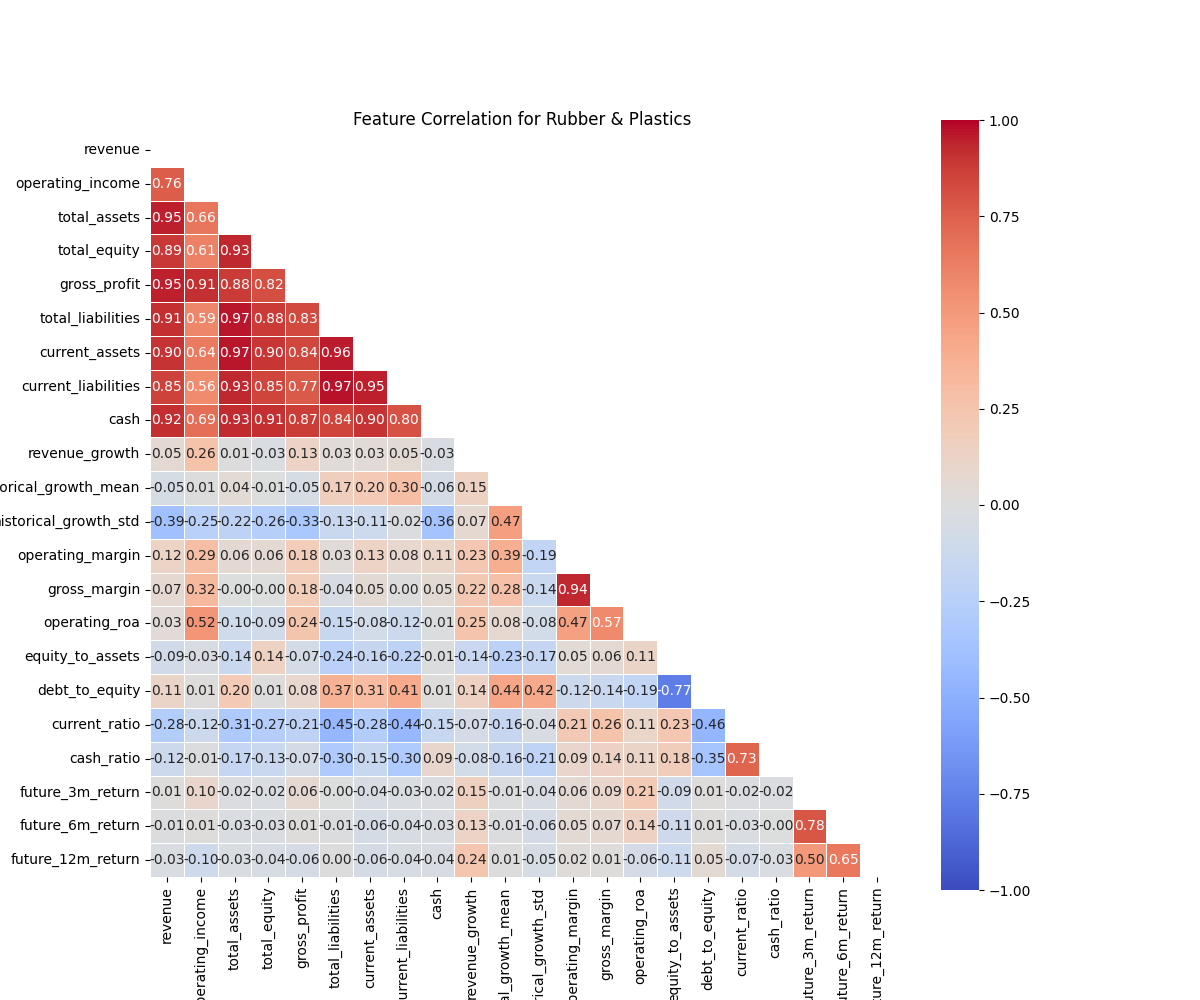 Feature Correlation for Rubber & Plastics
revenue
operating_income 0.76
total_assets 0.95 0.66
total_equity 0.89 0.61 0.93
gross_profit 0.95 0.91 0.88 0.82
total_liabilities 0.91 0.59 0.97 0.88 0.83
current_assets 0.90 0.64 0.97 0.90 0.84 0.96
current_liabilities 0.85 0.56 0.93 0.85 0.77 0.97 0.95
cash 0.92 0.69 0.93 0.91 0.87 0.84 0.90 0.80
revenue_growth 0.05 0.26 0.01 -0.03 0.13 0.03 0.03 0.05 -0.03
orical_growth_mean -0.05 0.01 0.04 -0.01 -0.05 0.17 0.20 0.30 -0.06 0.15
istorical_growth_std -0.39 -0.25 -0.22 -0.26 -0.33 -0.13 -0.11 -0.02 -0.36 0.07 0.47
operating_margin 0.12 0.29 0.06 0.06 0.18 0.03 0.13 0.08 0.11 0.23 0.39 -0.19
gross_margin 0.07 0.32 -0.00 -0.00 0.18 -0.04 0.05 0.00 0.05 0.22 0.28 -0.14 0.94
operating_roa 0.03 0.52 -0.10 -0.09 0.24 -0.15 -0.08 -0.12 -0.01 0.25 0.08 -0.08 0.47 0.57
equity_to_assets -0.09 -0.03 -0.14 0.14 -0.07 -0.24 -0.16 -0.22 -0.01 -0.14 -0.23 -0.17 0.05 0.06 0.11
debt_to_equity 0.11 0.01 0.20 0.01 0.08 0.37 0.31 0.41 0.01 0.14 0.44 0.42 -0.12 -0.14 -0.19 -0.77
current_ratio -0.28 -0.12 -0.31 -0.27 -0.21 -0.45 -0.28 -0.44 -0.15 -0.07 -0.16 -0.04 0.21 0.26 0.11 0.23 -0.46
cash_ratio -0.12 -0.01 -0.17 -0.13 -0.07 -0.30 -0.15 -0.30 0.09 -0.08 -0.16 -0.21 0.09 0.14 0.11 0.18 -0.35 0.73
future_3m_return 0.01 0.10 -0.02 -0.02 0.06 -0.00 -0.04 -0.03 -0.02 0.15 -0.01 -0.04 0.06 0.09 0.21 -0.09 0.01 -0.02 -0.02
future_6m_return -0.01 0.01 -0.03 -0.03 0.01 -0.01 -0.06 -0.04 -0.03 0.13 -0.01 -0.06 0.05 0.07 0.14 -0.11 0.01 -0.03 -0.00 0.78
future_12m_return -0.03 -0.10 -0.03 -0.04 -0.06 0.00 -0.06 -0.04 -0.04 0.24 0.01 -0.05 0.02 0.01 -0.06 -0.11 0.05 -0.07 -0.03 0.50 0.65
revenue
perating_income
total_assets
total_equity
gross_profit
total_liabilities
current_assets
urrent_liabilities
cash
revenue_growth
al_growth_mean
rical_growth_std
perating_margin
gross_margin
operating_roa
equity_to_assets
debt_to_equity
current_ratio
cash_ratio
uture_3m_return
uture_6m_return
ure_12m_return
1.00
0.75
0.50
0.25
0.00
−0.25
−0.50
−0.75
−1.00